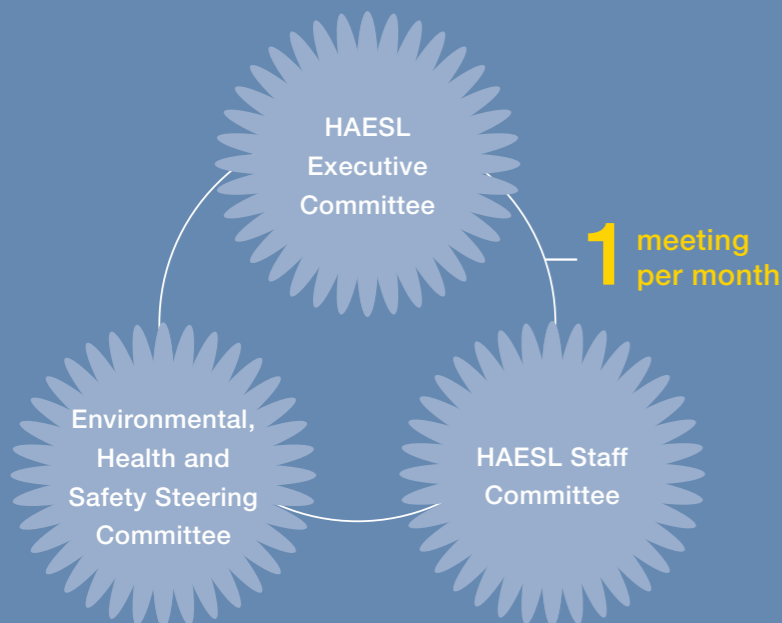 HAESL
Executive
Committee
1 meeting
per month
Environmental,
Health and
Safety Steering
Committee
HAESL Staff
Committee